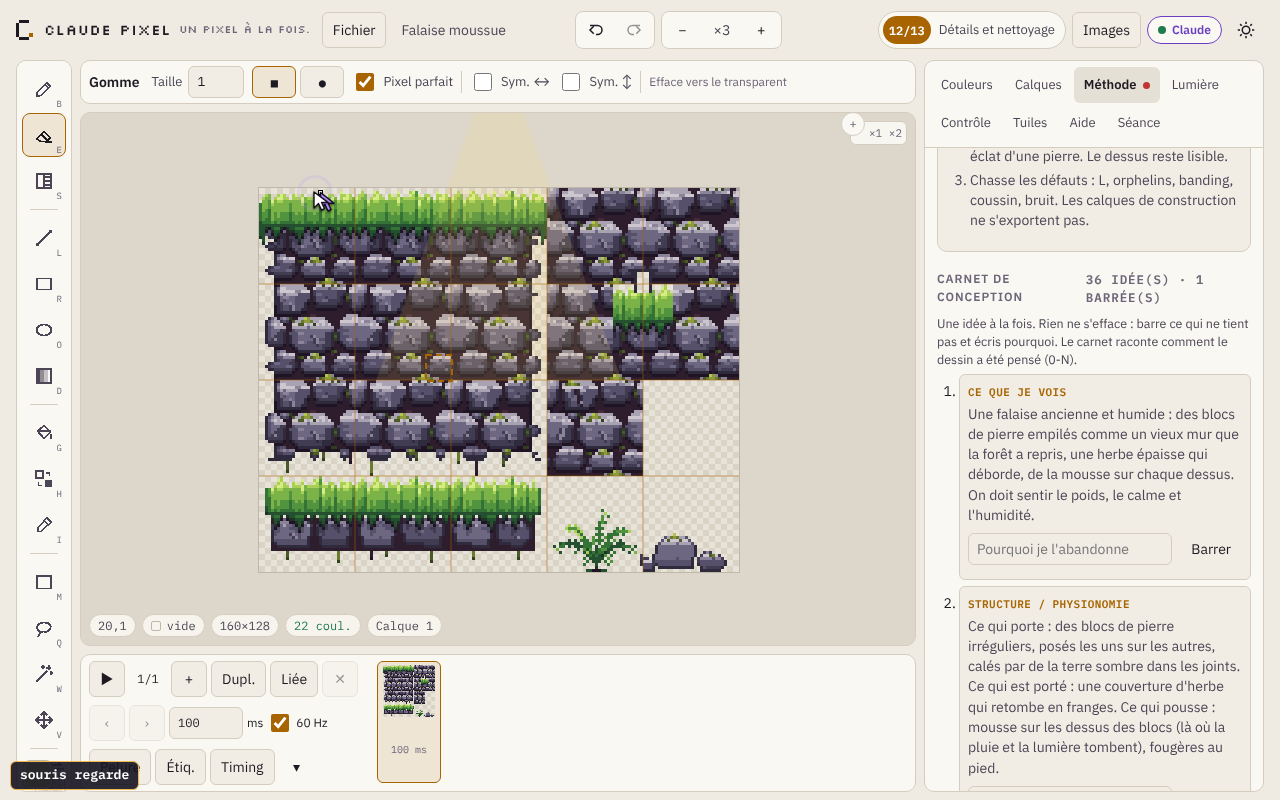 CLAUDE PIXEL UN PIXEL À LA FOIS. Fichier Falaise moussue − ×3 + 12/13 Détails et nettoyage Images Claude
Gomme Taille 1 ■ ● Pixel parfait Sym. ↔ Sym. ↕ Efface vers le transparent
B
E
S
L
R
O
D
G
H
I
M
Q
W
V
+ ×1 ×2
20,1 vide 160×128 22 coul. Calque 1
▶ 1/1 + Dupl. Liée ✕
‹ › 100 ms 60 Hz
Étiq. Timing ▼
100 ms
souris regarde
Couleurs Calques Méthode Lumière
Contrôle Tuiles Aide Séance
éclat d'une pierre. Le dessus reste lisible.
3. Chasse les défauts : L, orphelins, banding,
coussin, bruit. Les calques de construction
ne s'exportent pas.
CARNET DE CONCEPTION
36 IDÉE(S) · 1 BARRÉE(S)
Une idée à la fois. Rien ne s'efface : barre ce qui ne tient
pas et écris pourquoi. Le carnet raconte comment le
dessin a été pensé (0-N).
1. CE QUE JE VOIS
Une falaise ancienne et humide : des blocs
de pierre empilés comme un vieux mur que
la forêt a repris, une herbe épaisse qui
déborde, de la mousse sur chaque dessus.
On doit sentir le poids, le calme et
l'humidité.
Pourquoi je l'abandonne Barrer
2. STRUCTURE / PHYSIONOMIE
Ce qui porte : des blocs de pierre
irréguliers, posés les uns sur les autres,
calés par de la terre sombre dans les joints.
Ce qui est porté : une couverture d'herbe
qui retombe en franges. Ce qui pousse :
mousse sur les dessus des blocs (là où la
pluie et la lumière tombent), fougères au
pied.